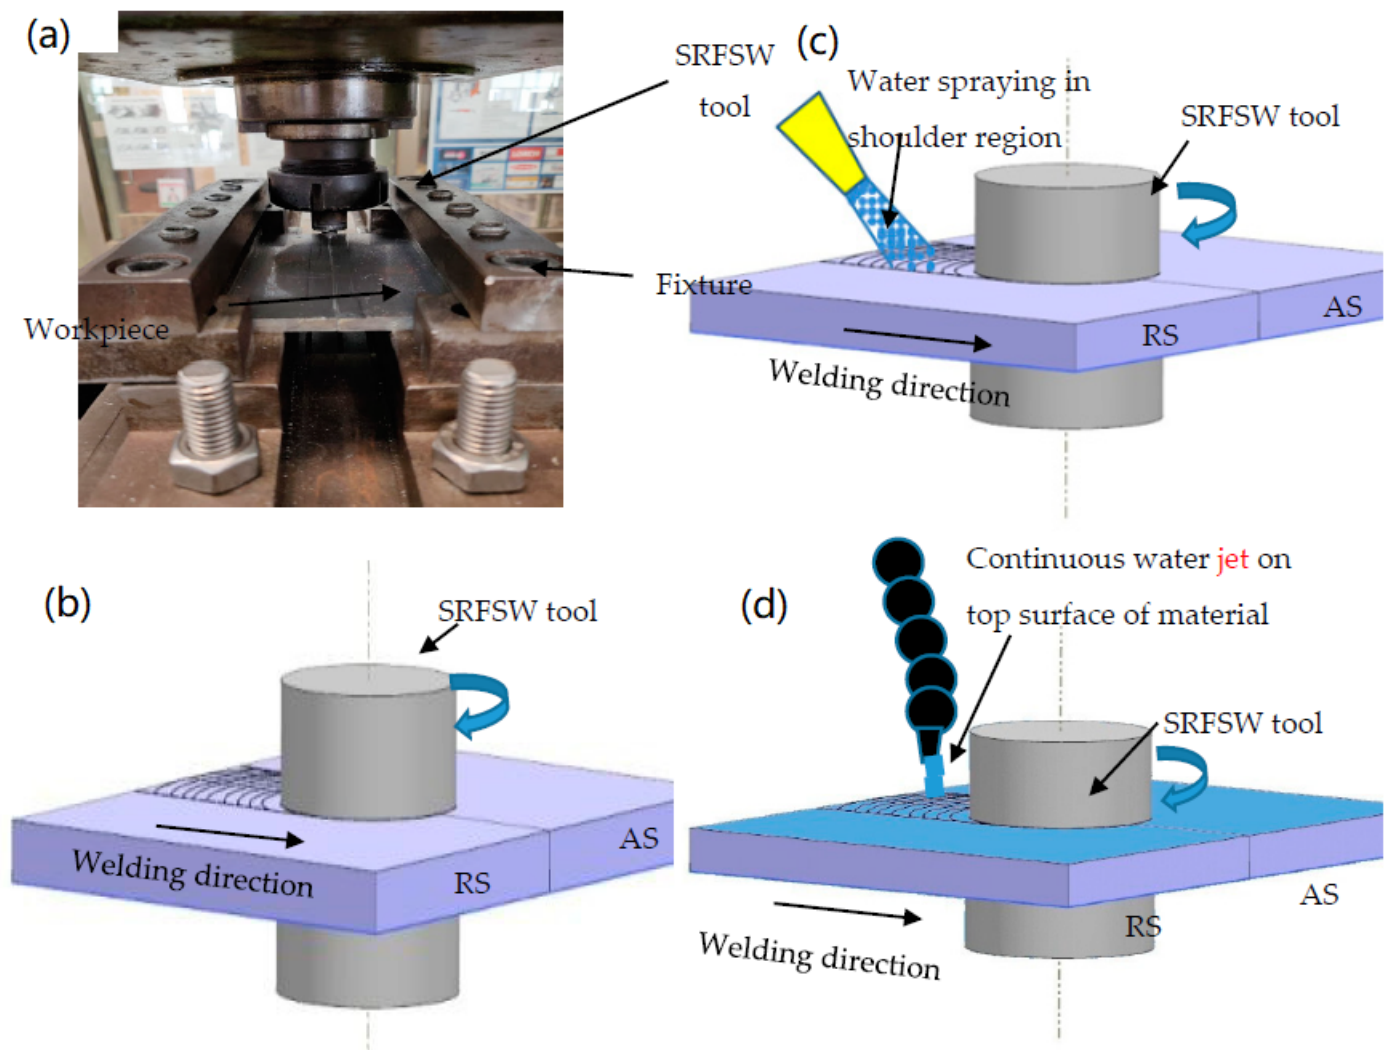 (a)
SRFSW
tool
Fixture
Workpiece
(c)
Water spraying in
shoulder region
SRFSW tool
AS
RS
Welding direction
(b)
SRFSW tool
AS
RS
Welding direction
(d)
Continuous water jet on
top surface of material
SRFSW tool
AS
RS
Welding direction